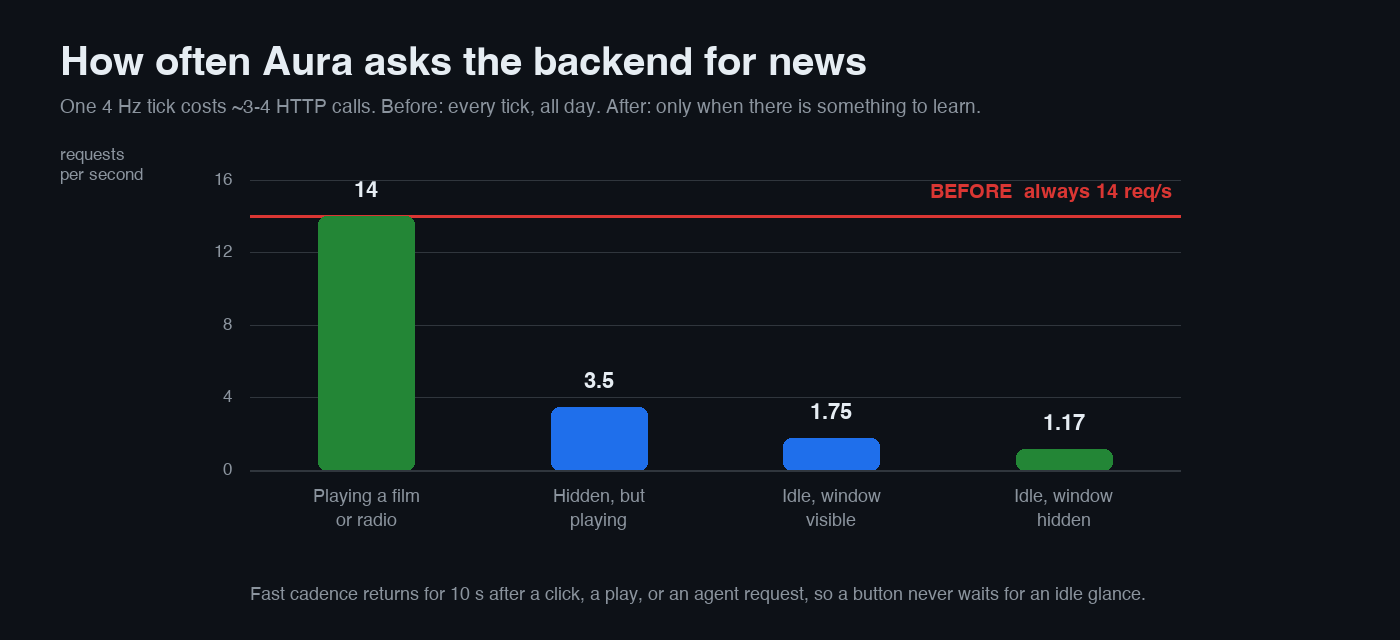 How often Aura asks the backend for news
One 4 Hz tick costs ~3-4 HTTP calls. Before: every tick, all day. After: only when there is something to learn.
requests
per second
16
14
BEFORE always 14 req/s
12
8
4
3.5
1.75
1.17
0
Playing a film
or radio
Hidden, but
playing
Idle, window
visible
Idle, window
hidden
Fast cadence returns for 10 s after a click, a play, or an agent request, so a button never waits for an idle glance.